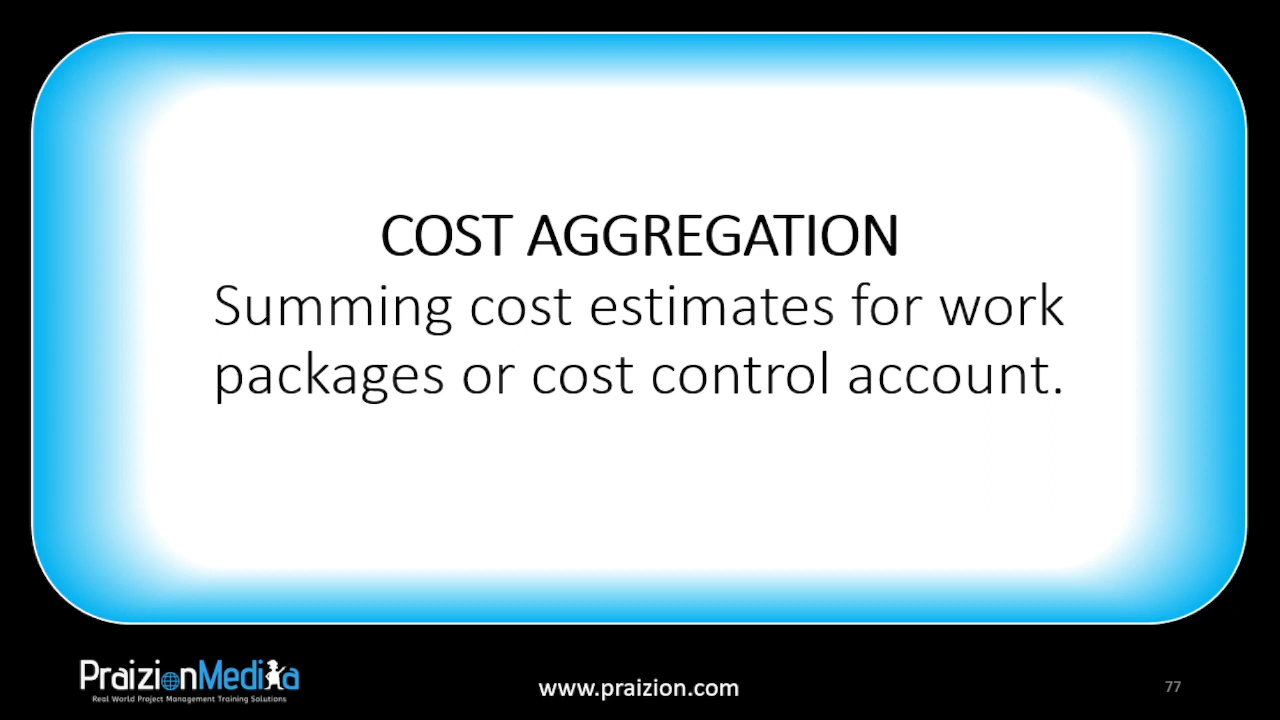 COST AGGREGATION
Summing cost estimates for work
packages or cost control account.
PraizionMedia
Real World Project Management Training Solutions
www.praizion.com
77